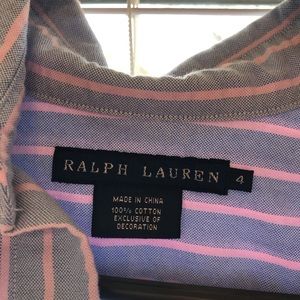 RALPH LAUREN 4
MADE IN CHINA
100% COTTON
EXCLUSIVE OF
DECORATION